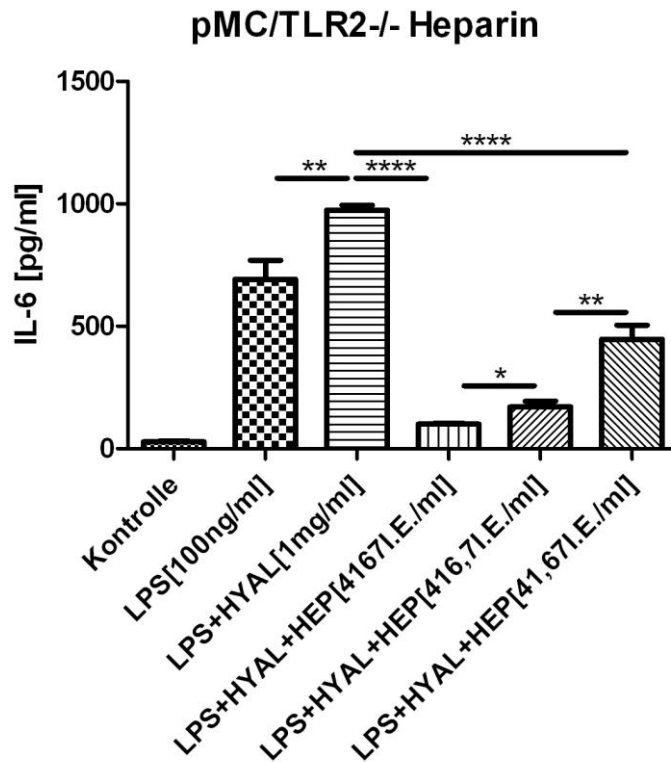 pMC/TLR2-/- Heparin
IL-6 [pg/ml]
1500
1000
500
0
****
** ****
**
*
Kontrolle
LPS[100ng/ml]
LPS+HYAL[1mg/ml]
LPS+HYAL+HEP[4167I.E./ml]
LPS+HYAL+HEP[416,7I.E./ml]
LPS+HYAL+HEP[41,67I.E./ml]